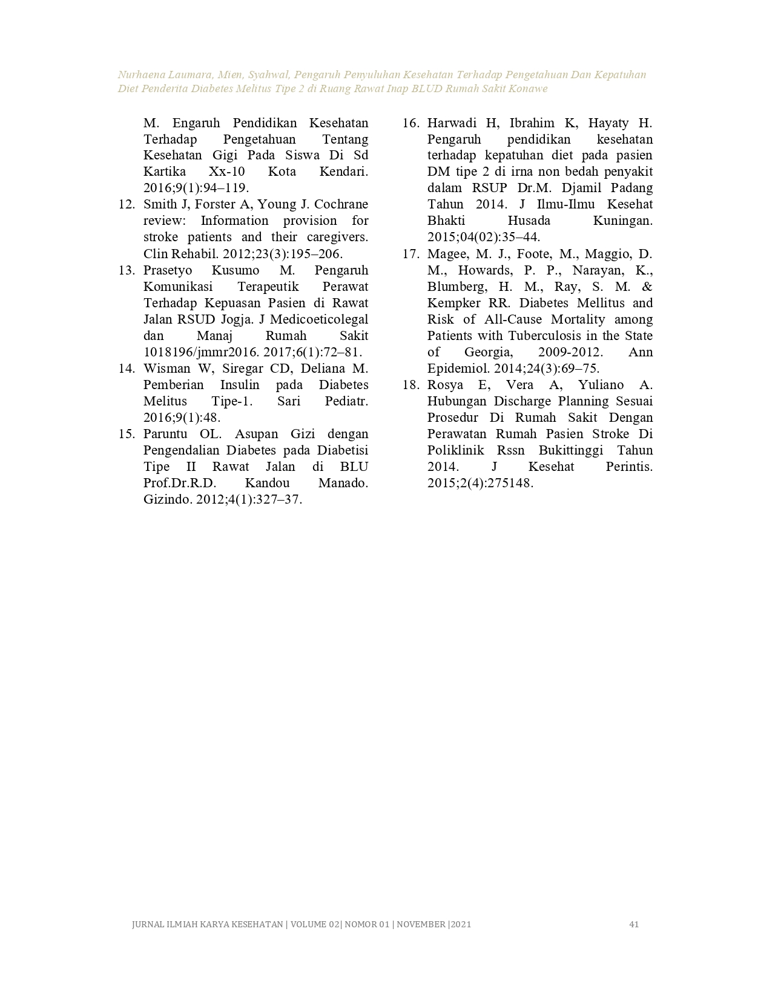 Nurhaena Laumara, Mien, Syahwal, Pengaruh Penyuluhan Kesehatan Terhadap Pengetahuan Dan Kepatuhan
Diet Penderita Diabetes Melitus Tipe 2 di Ruang Rawat Inap BLUD Rumah Sakit Konawe
M. Engaruh Pendidikan Kesehatan
Terhadap Pengetahuan Tentang
Kesehatan Gigi Pada Siswa Di Sd
Kartika Xx-10 Kota Kendari.
2016;9(1):94–119.
12. Smith J, Forster A, Young J. Cochrane
review: Information provision for
stroke patients and their caregivers.
Clin Rehabil. 2012;23(3):195–206.
13. Prasetyo Kusumo M. Pengaruh
Komunikasi Terapeutik Perawat
Terhadap Kepuasan Pasien di Rawat
Jalan RSUD Jogja. J Medicoeticolegal
dan Manaj Rumah Sakit
1018196/jmmr2016. 2017;6(1):72–81.
14. Wisman W, Siregar CD, Deliana M.
Pemberian Insulin pada Diabetes
Melitus Tipe-1. Sari Pediatr.
2016;9(1):48.
15. Paruntu OL. Asupan Gizi dengan
Pengendalian Diabetes pada Diabetisi
Tipe II Rawat Jalan di BLU
Prof.Dr.R.D. Kandou Manado.
Gizindo. 2012;4(1):327–37.
16. Harwadi H, Ibrahim K, Hayaty H.
Pengaruh pendidikan kesehatan
terhadap kepatuhan diet pada pasien
DM tipe 2 di irna non bedah penyakit
dalam RSUP Dr.M. Djamil Padang
Tahun 2014. J Ilmu-Ilmu Kesehat
Bhakti Husada Kuningan.
2015;04(02):35–44.
17. Magee, M. J., Foote, M., Maggio, D.
M., Howards, P. P., Narayan, K.,
Blumberg, H. M., Ray, S. M. &
Kempker RR. Diabetes Mellitus and
Risk of All-Cause Mortality among
Patients with Tuberculosis in the State
of Georgia, 2009-2012. Ann
Epidemiol. 2014;24(3):69–75.
18. Rosya E, Vera A, Yuliano A.
Hubungan Discharge Planning Sesuai
Prosedur Di Rumah Sakit Dengan
Perawatan Rumah Pasien Stroke Di
Poliklinik Rssn Bukittinggi Tahun
2014. J Kesehat Perintis.
2015;2(4):275148.
JURNAL ILMIAH KARYA KESEHATAN | VOLUME 02| NOMOR 01 | NOVEMBER |2021 41